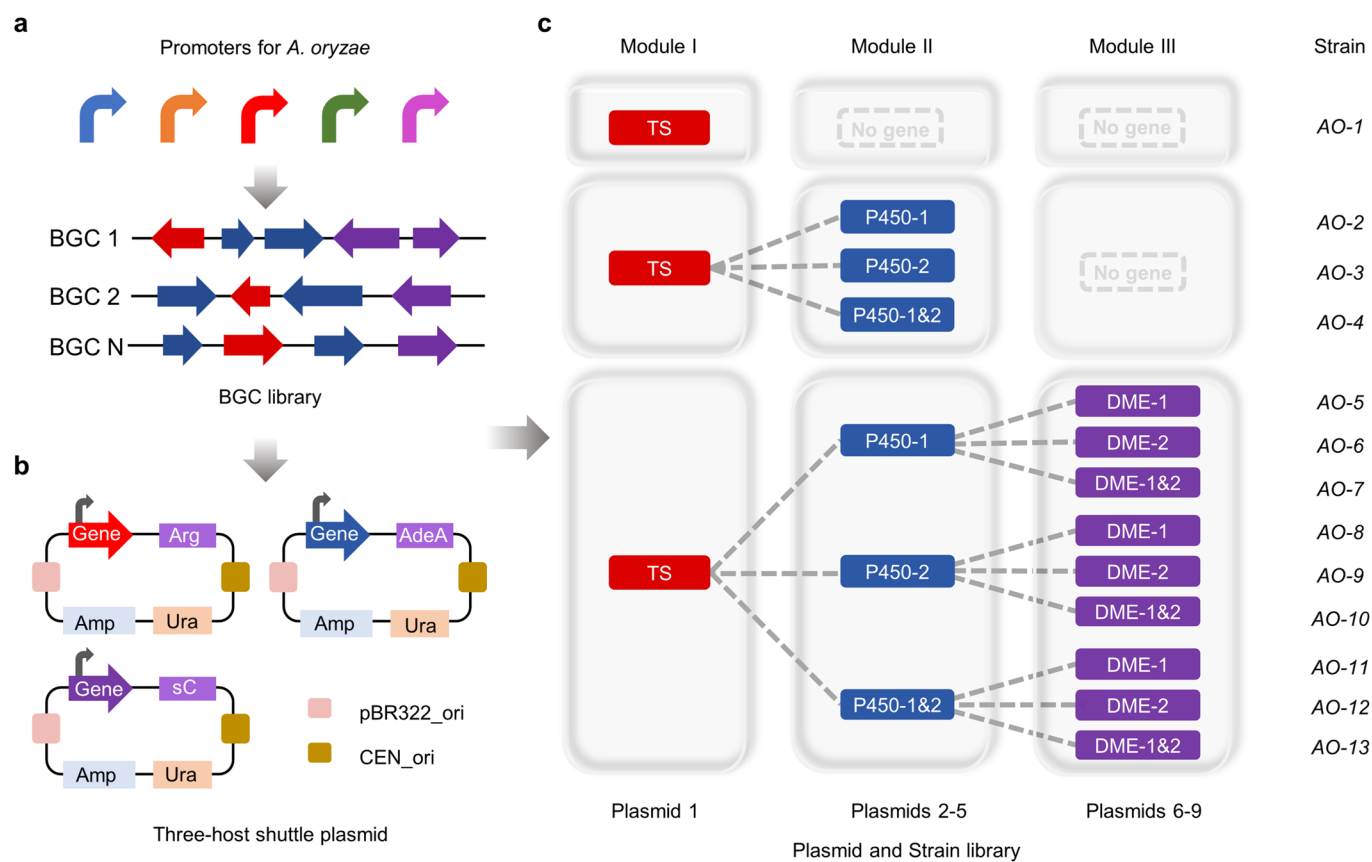 a
Promoters for A. oryzae
BGC 1
BGC 2
BGC N
BGC library
b
Gene
Arg
Amp
Ura
Gene
AdeA
Amp
Ura
Gene
sC
Amp
Ura
pBR322_ori
CEN_ori
Three-host shuttle plasmid
c
Module I
Module II
Module III
Strain
TS
No gene
No gene
AO-1
TS
P450-1
P450-2
P450-1&2
No gene
AO-2
AO-3
AO-4
TS
P450-1
P450-2
P450-1&2
DME-1
DME-2
DME-1&2
DME-1
DME-2
DME-1&2
DME-1
DME-2
DME-1&2
AO-5
AO-6
AO-7
AO-8
AO-9
AO-10
AO-11
AO-12
AO-13
Plasmid 1
Plasmids 2-5
Plasmids 6-9
Plasmid and Strain library